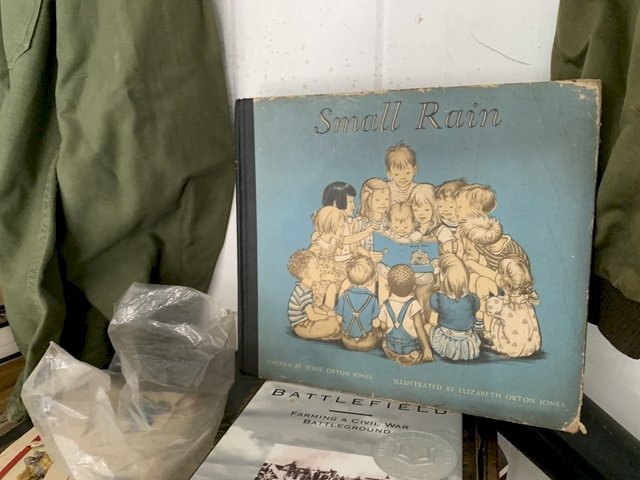 Small Rain
CHOSEN BY JESSIE ORTON JONES
ILLUSTRATED BY ELIZABETH ORTON JONES
BATTLEFIELD
FARMING A CIVIL WAR
BATTLEGROUND